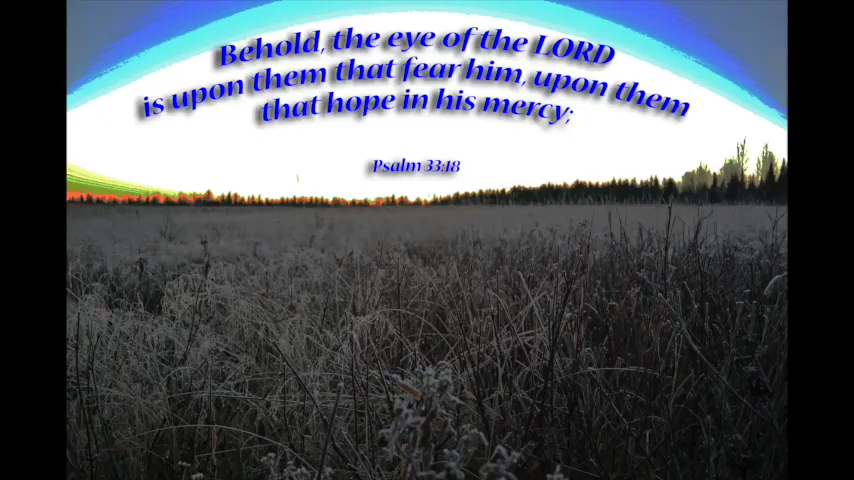 Behold, the eye of the LORD
is upon them that fear him, upon them
that hope in his mercy;
Psalm 33:18